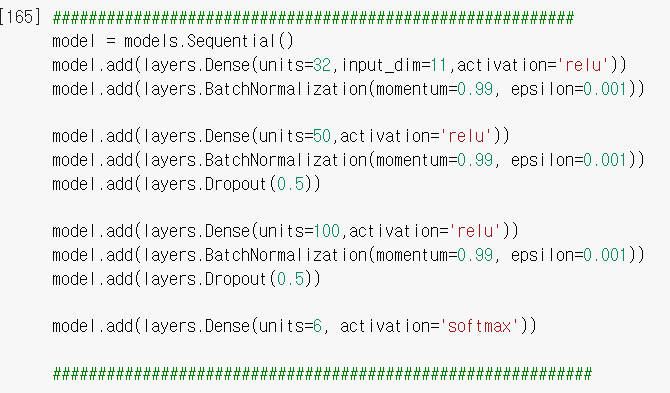 [165] ##########################################################
model = models.Sequential()
model.add(layers.Dense(units=32,input_dim=11,activation='relu'))
model.add(layers.BatchNormalization(momentum=0.99, epsilon=0.001))
model.add(layers.Dense(units=50,activation='relu'))
model.add(layers.BatchNormalization(momentum=0.99, epsilon=0.001))
model.add(layers.Dropout(0.5))
model.add(layers.Dense(units=100,activation='relu'))
model.add(layers.BatchNormalization(momentum=0.99, epsilon=0.001))
model.add(layers.Dropout(0.5))
model.add(layers.Dense(units=6, activation='softmax'))
############################################################